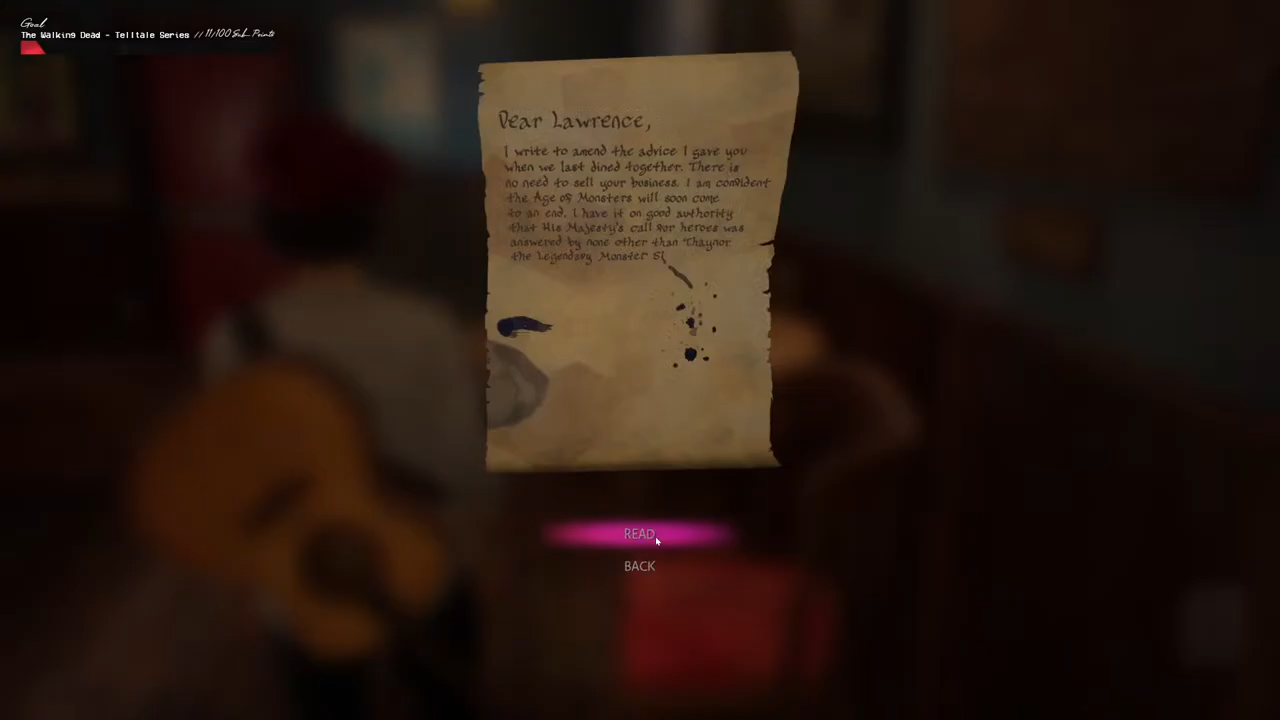 Goal
The Walking Dead - Telltale Series // 11/100 Sub Points
Dear Lawrence,
I write to amend the advice I gave you
when we last dined together. There is
no need to sell your business. I am confident
the Age of Monsters will soon come
to an end. I have it on good authority
that His Majesty's call for heroes was
answered by none other than Thaynor
the Legendary Monster Sl
READ
BACK